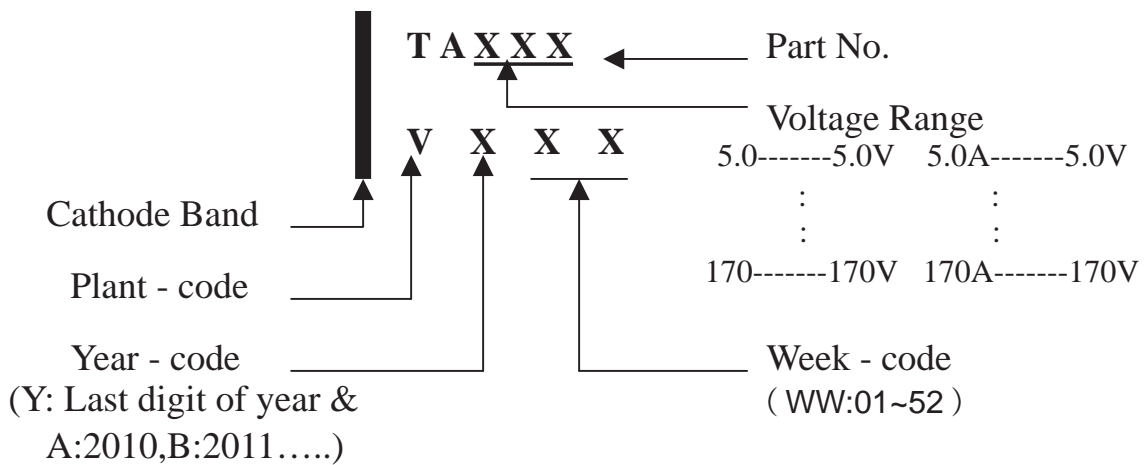 T A X X X
Part No.
Voltage Range
V X X X
5.0-------5.0V 5.0A-------5.0V
: :
: :
170-------170V 170A-------170V
Cathode Band
Plant - code
Year - code
(Y: Last digit of year &
A:2010,B:2011…..)
Week - code
（WW:01~52）